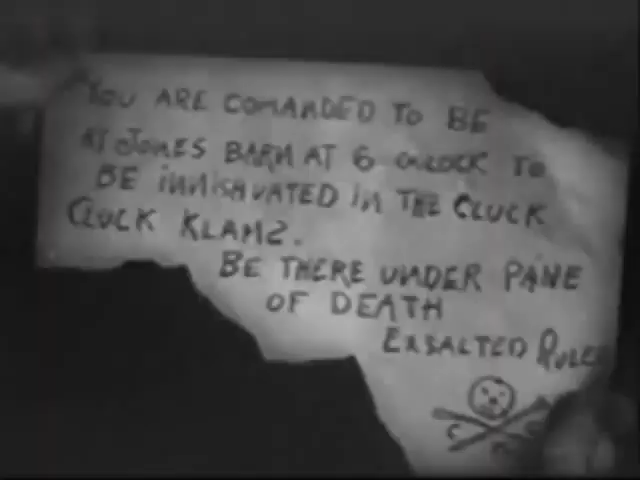 YOU ARE COMANDED TO BE
AT JONES BARN AT 6 OCLOCK TO
BE INNISHUATED IN THE CLUCK
CLUCK KLAMS.
BE THERE UNDER PANE
OF DEATH
EXSALTED RULER
C